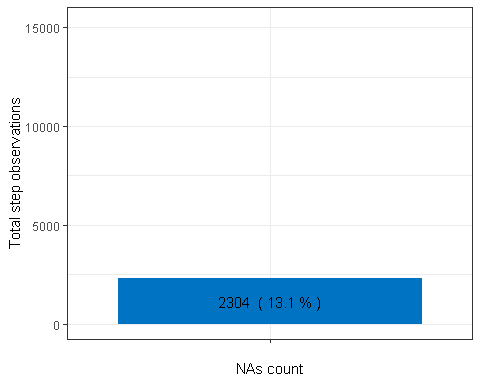 Total step observations
15000
10000
5000
0
2304 ( 13.1 % )
NAs count